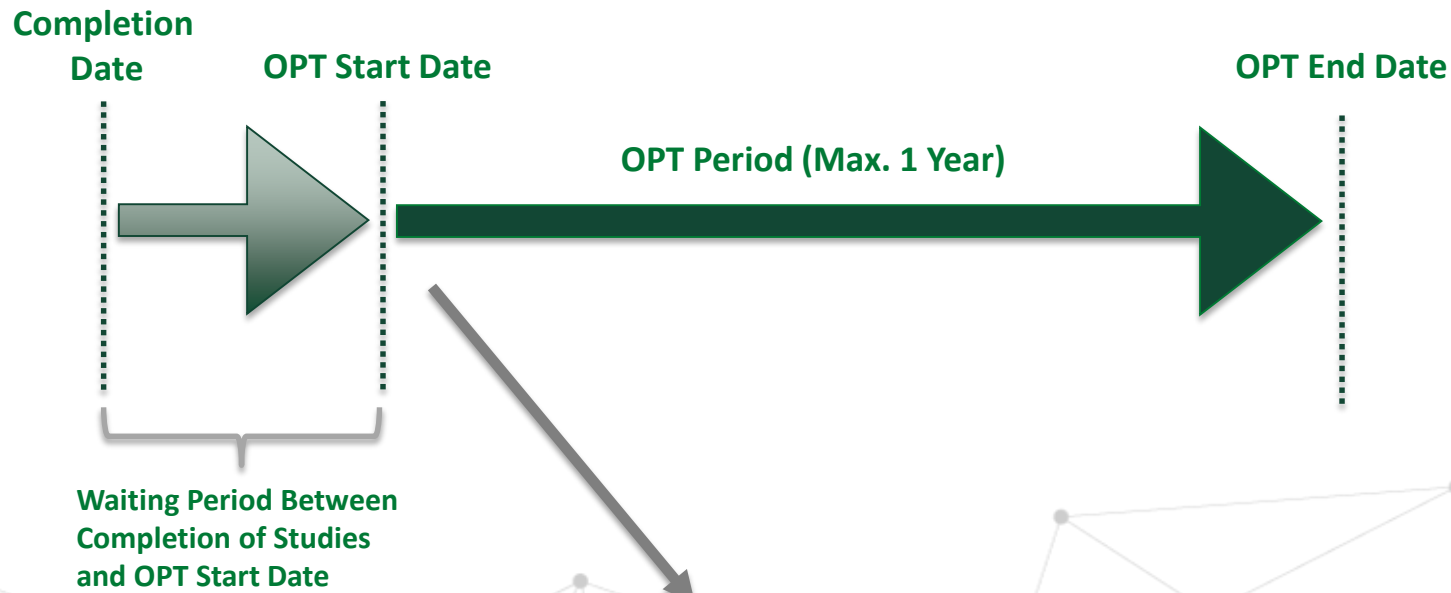 Completion
Date
OPT Start Date
OPT End Date
OPT Period (Max. 1 Year)
Waiting Period Between
Completion of Studies
and OPT Start Date